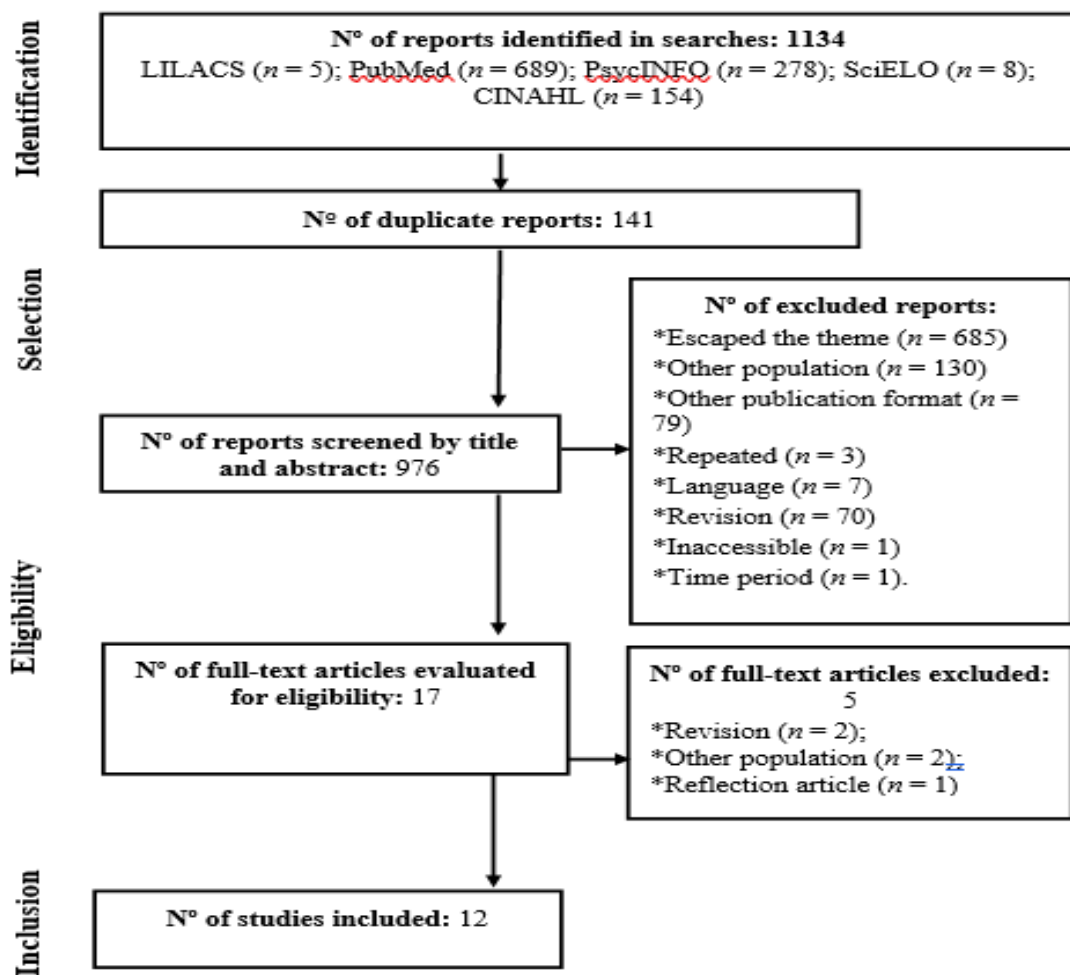 Identification
Nº of reports identified in searches: 1134
LILACS (n = 5); PubMed (n = 689); PsycINFO (n = 278); SciELO (n = 8);
CINAHL (n = 154)
Nº of duplicate reports: 141
Selection
Nº of excluded reports:
*Escaped the theme (n = 685)
*Other population (n = 130)
*Other publication format (n =
79)
*Repeated (n = 3)
*Language (n = 7)
*Revision (n = 70)
*Inaccessible (n = 1)
*Time period (n = 1).
Nº of reports screened by title
and abstract: 976
Eligibility
Nº of full-text articles evaluated
for eligibility: 17
Nº of full-text articles excluded:
5
*Revision (n = 2);
*Other population (n = 2);
*Reflection article (n = 1)
Inclusion
Nº of studies included: 12